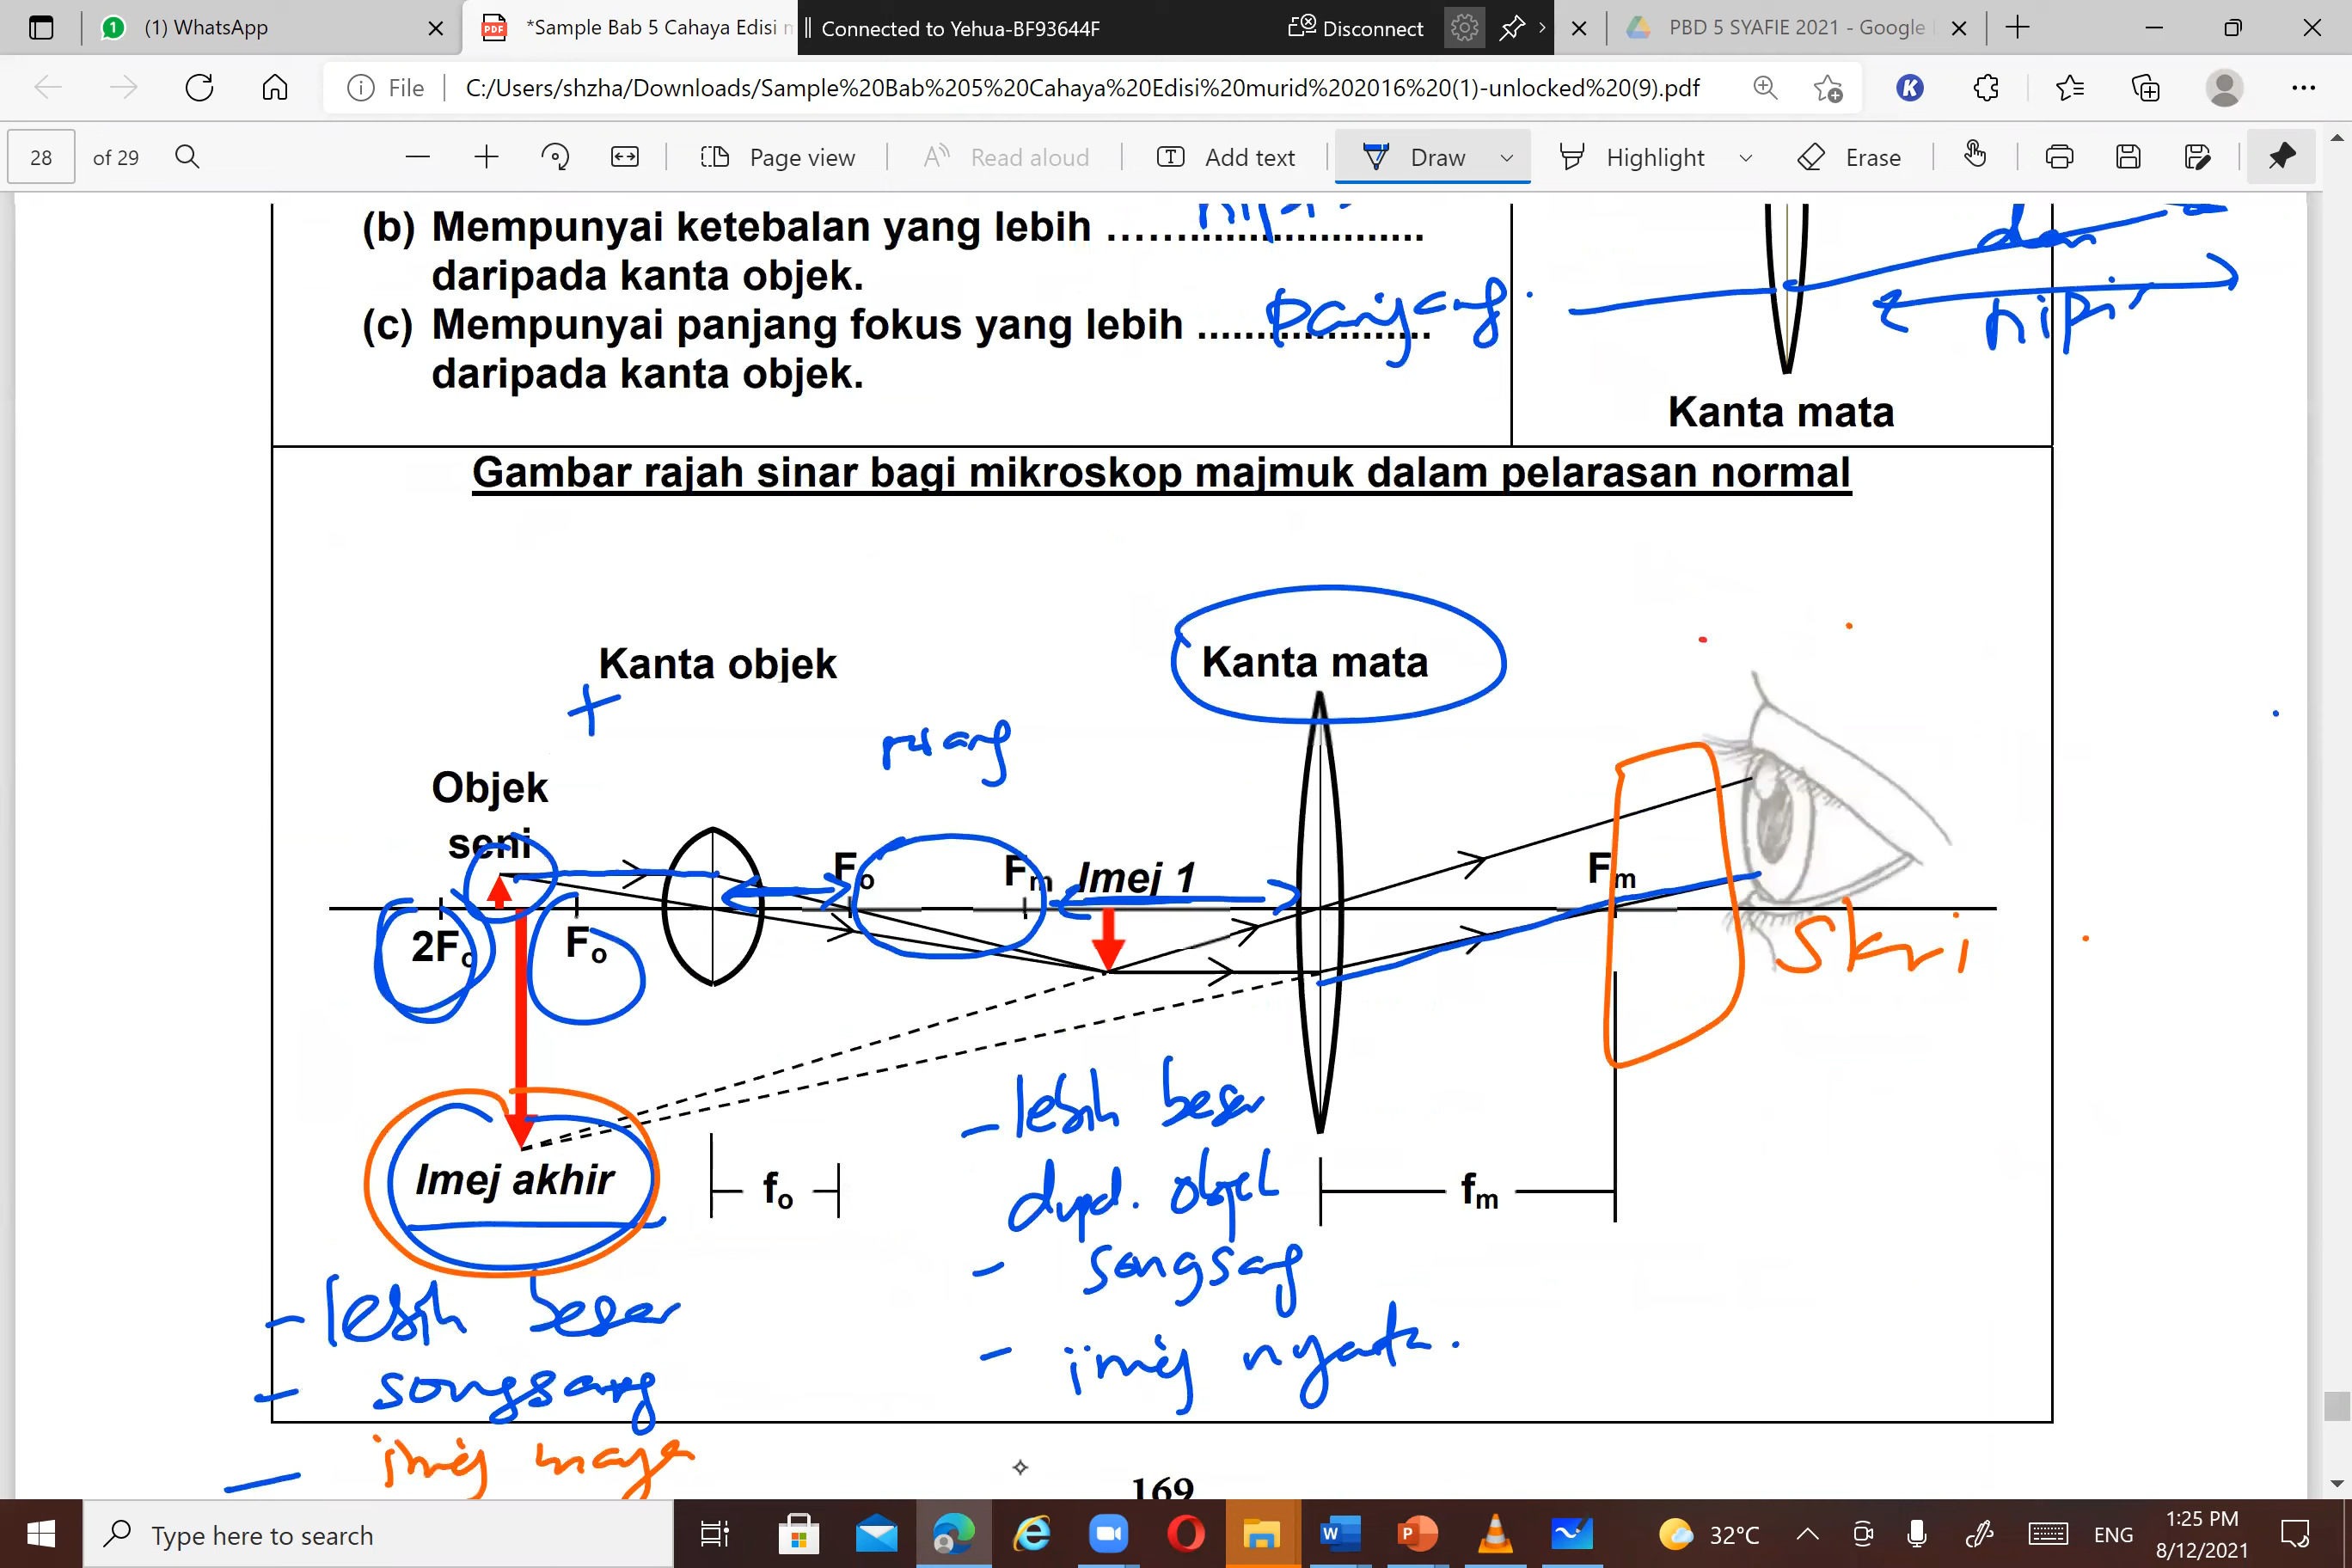 (1) WhatsApp
*Sample Bab 5 Cahaya Edisi m
Connected to Yehua-BF93644F
Disconnect
PBD 5 SYAFIE 2021 - Google
File
C:/Users/shzha/Downloads/Sample%20Bab%205%20Cahaya%20Edisi%20murid%202016%20(1)-unlocked%20(9).pdf
28 of 29
Page view
Read aloud
Add text
Draw
Highlight
Erase
(b) Mempunyai ketebalan yang lebih ........................
daripada kanta objek.
(c) Mempunyai panjang fokus yang lebih ....................
panjang.
daripada kanta objek.
nipis
Kanta mata
Gambar rajah sinar bagi mikroskop majmuk dalam pelarasan normal
Kanta objek
Kanta mata
ruang
Objek
seni
Fo
Fm
Imej 1
Fm
2Fo
Fo
Skri
Imej akhir
fo
fm
- lebih besar
drpd. objek
- songsang
- imej nyata.
- lebih besar
- songsang
- imej maya
169
Type here to search
32°C
ENG
1:25 PM
8/12/2021